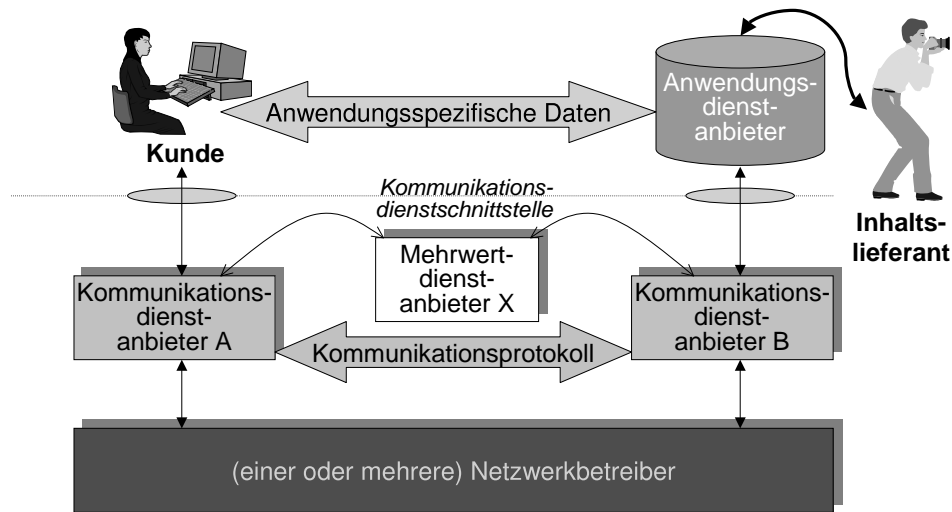 Anwendungs-
dienst-
anbieter
Anwendungsspezifische Daten
Kunde
Kommunikations-
dienstschnittstelle
Inhalts-
lieferant
Mehrwert-
dienst-
anbieter X
Kommunikations-
dienst-
anbieter A
Kommunikations-
dienst-
anbieter B
Kommunikationsprotokoll
(einer oder mehrere) Netzwerkbetreiber